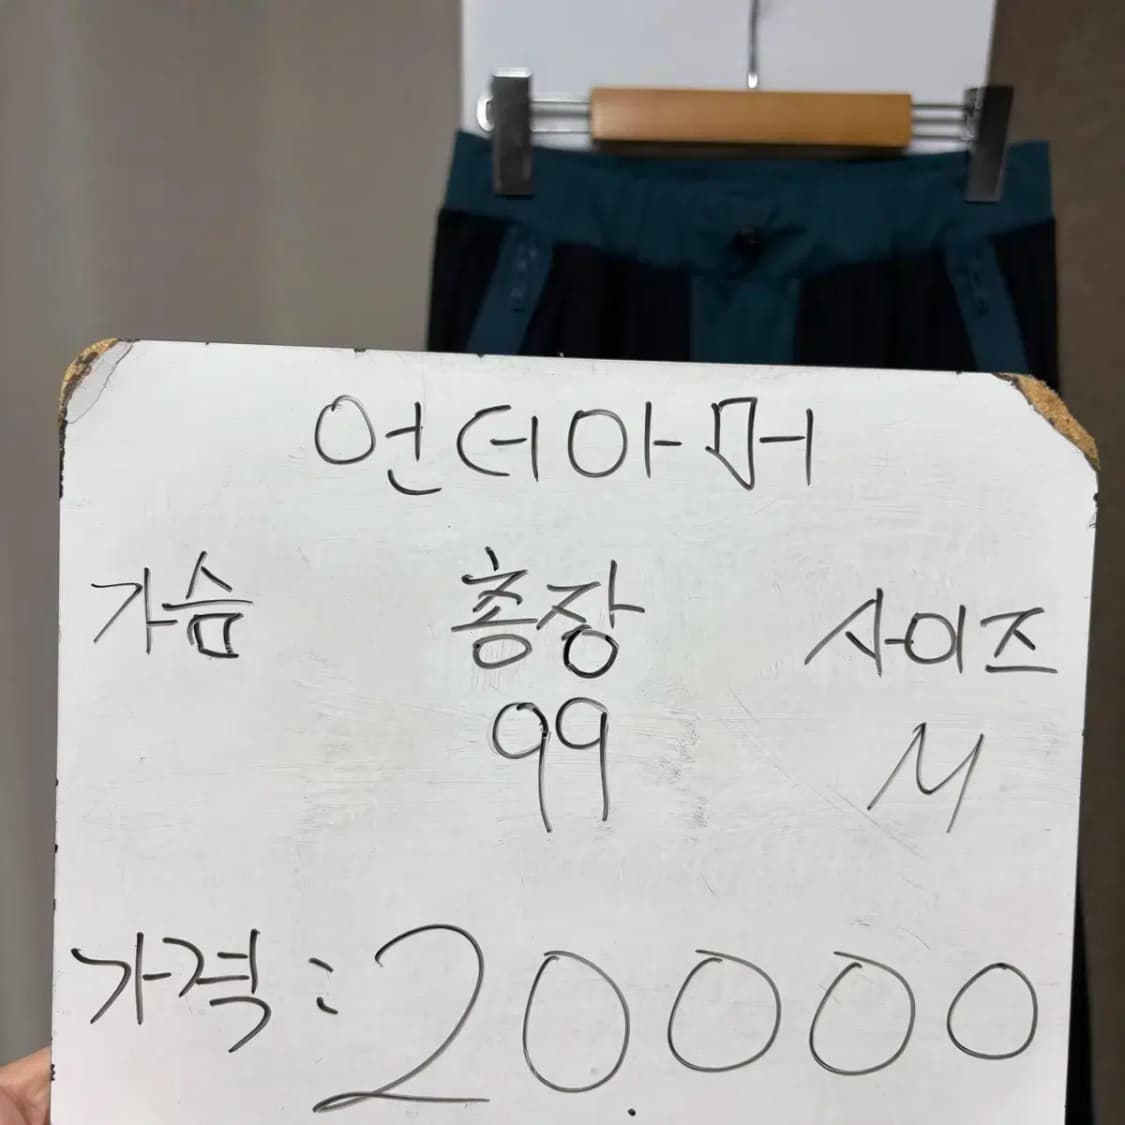 언더아머
가슴 총장 사이즈
99 M
가격 : 20000